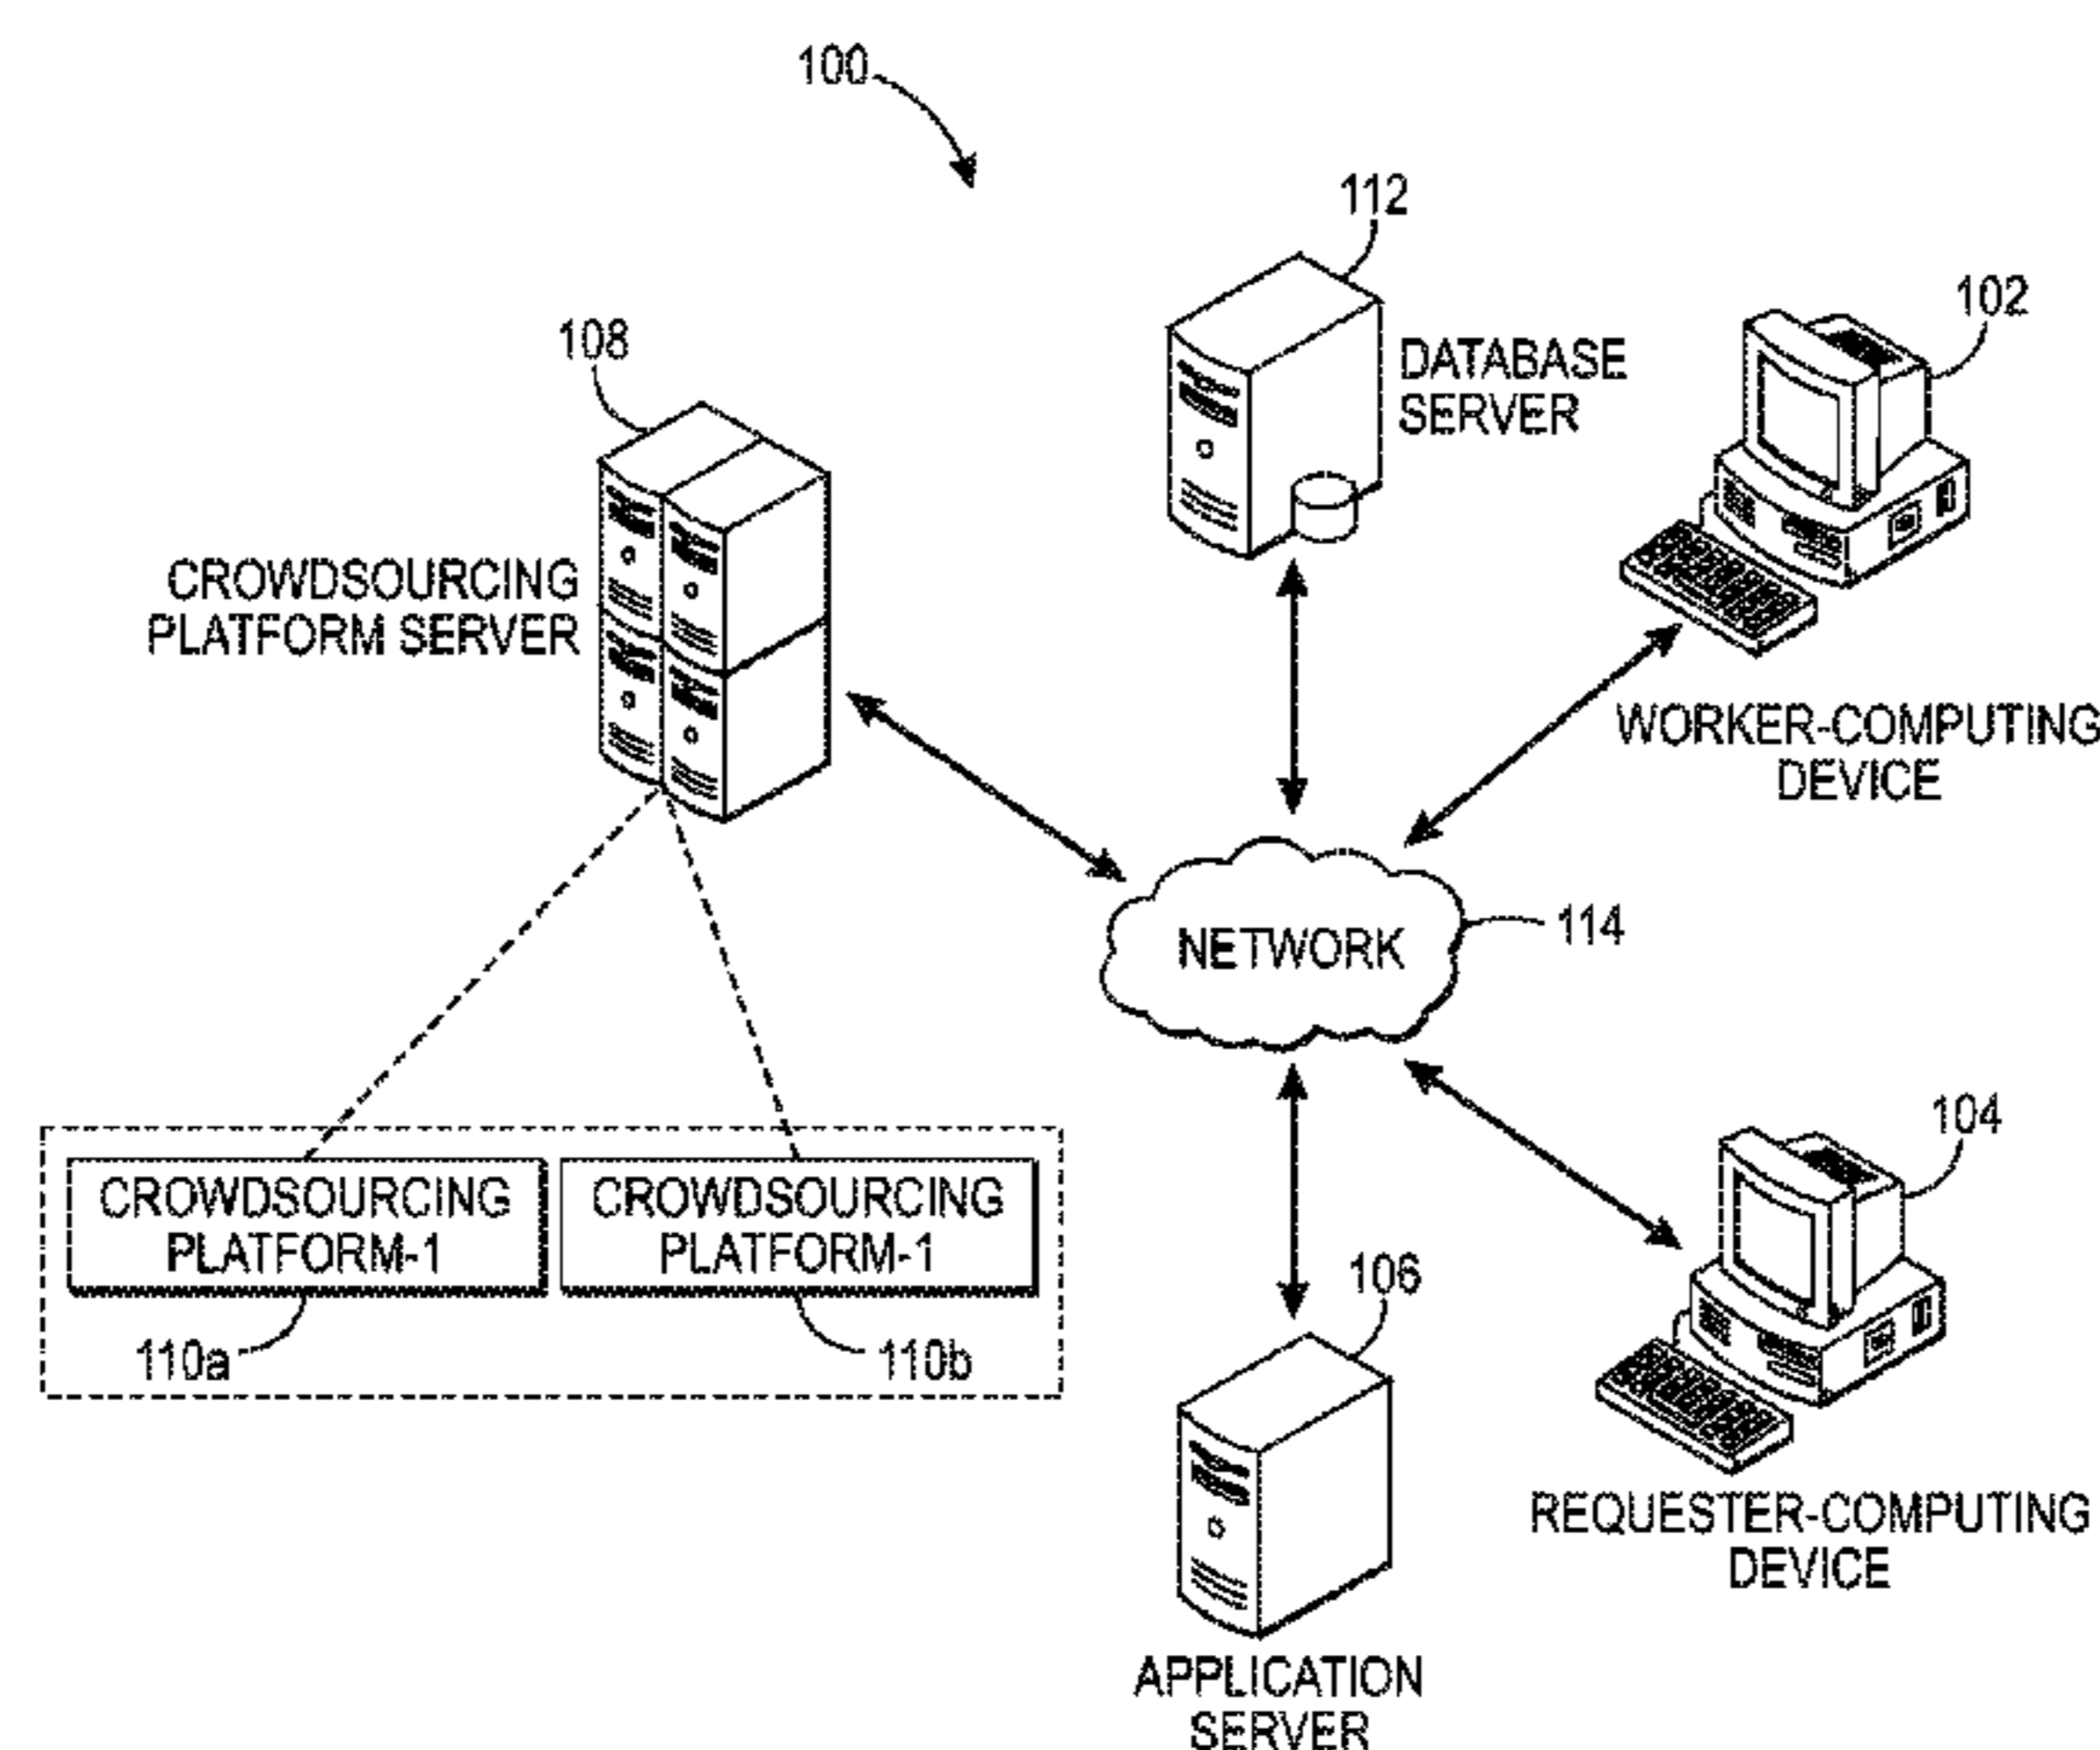 100
112
102
108
DATABASE
SERVER
CROWDSOURCING
PLATFORM SERVER
WORKER-COMPUTING
DEVICE
NETWORK
114
104
CROWDSOURCING
PLATFORM-1
CROWDSOURCING
PLATFORM-1
110a
110b
106
REQUESTER-COMPUTING
DEVICE
APPLICATION
SERVER